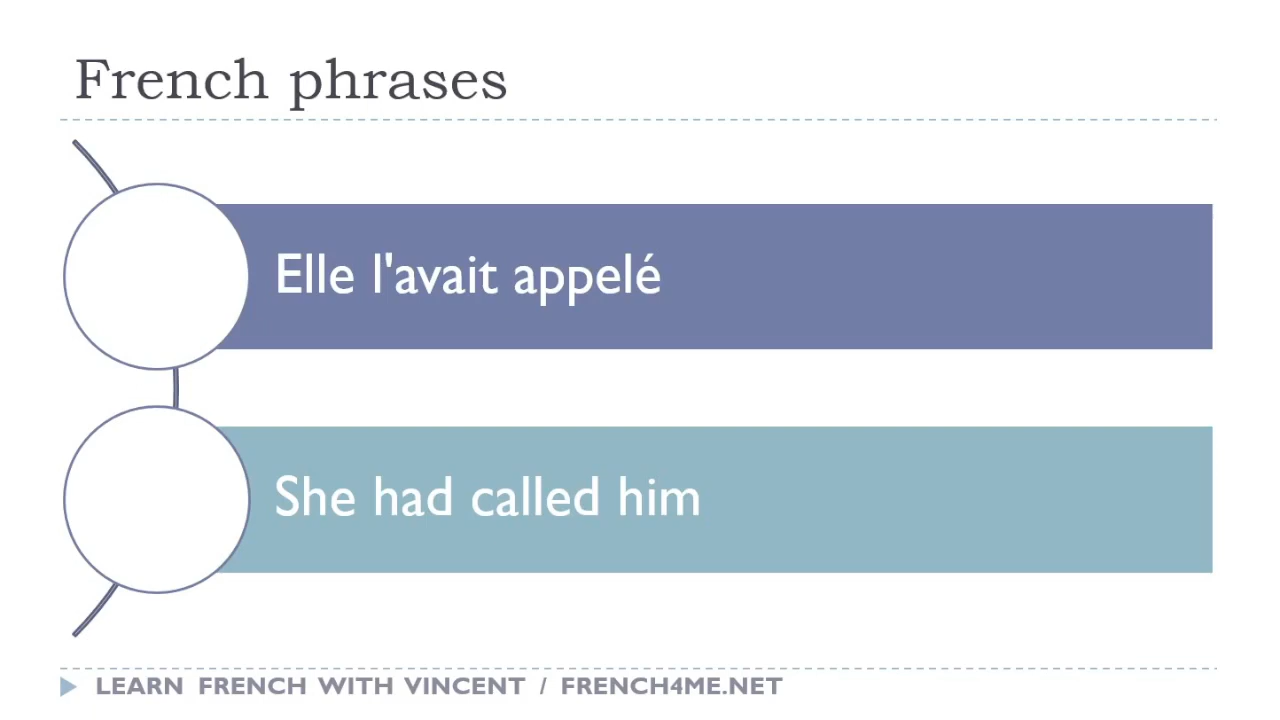 French phrases
Elle l'avait appelé
She had called him
LEARN FRENCH WITH VINCENT / FRENCH4ME.NET